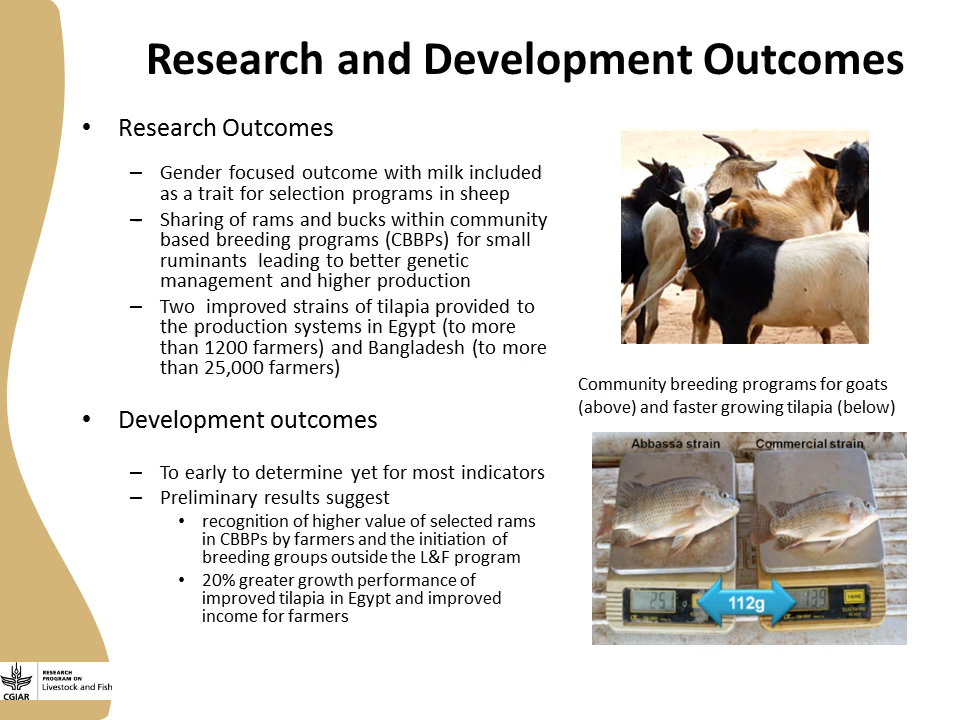 Research and Development Outcomes
• Research Outcomes
– Gender focused outcome with milk included
as a trait for selection programs in sheep
– Sharing of rams and bucks within community
based breeding programs (CBBPs) for small
ruminants leading to better genetic
management and higher production
– Two improved strains of tilapia provided to
the production systems in Egypt (to more
than 1200 farmers) and Bangladesh (to more
than 25,000 farmers)
• Development outcomes
– To early to determine yet for most indicators
– Preliminary results suggest
• recognition of higher value of selected rams
in CBBPs by farmers and the initiation of
breeding groups outside the L&F program
• 20% greater growth performance of
improved tilapia in Egypt and improved
income for farmers
Community breeding programs for goats
(above) and faster growing tilapia (below)
Abbassa strain Commercial strain
251 139
112g
CGIAR
RESEARCH
PROGRAM ON
Livestock and Fish